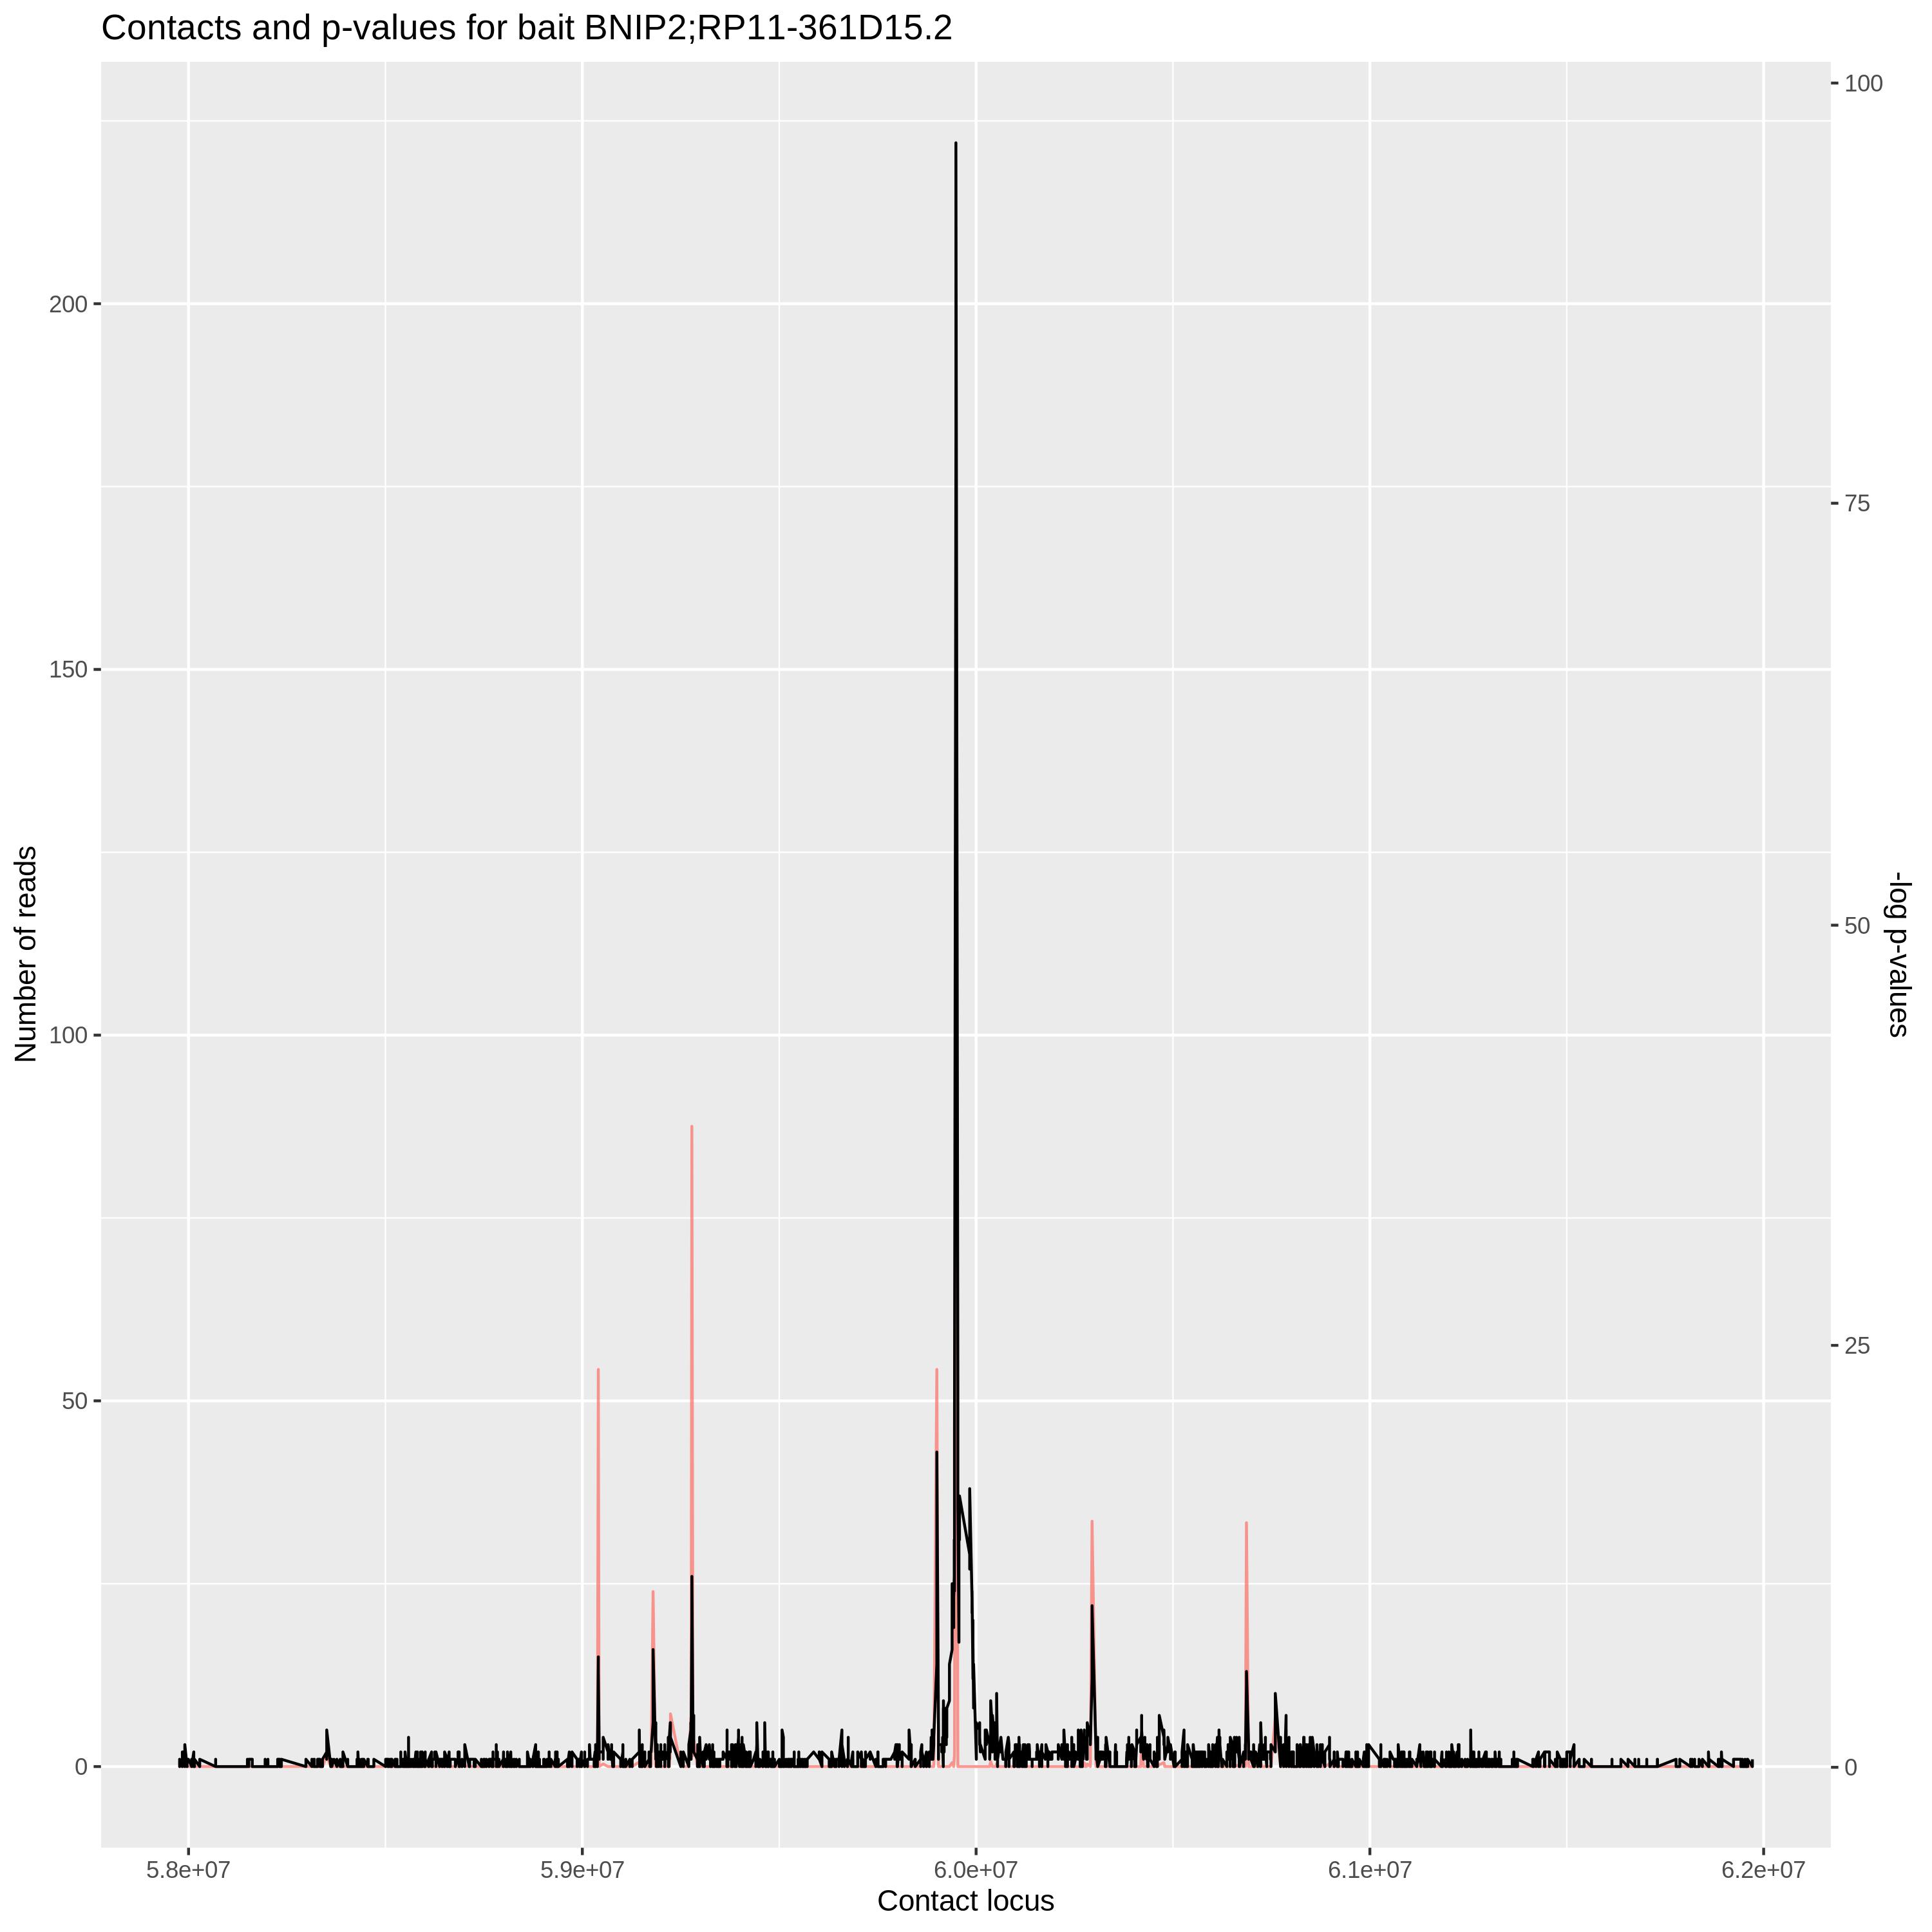 Contacts and p-values for bait BNIP2;RP11-361D15.2
Number of reads
200
150
100
50
0
100
75
50
25
0
-log p-values
5.8e+07
5.9e+07
6.0e+07
6.1e+07
6.2e+07
Contact locus